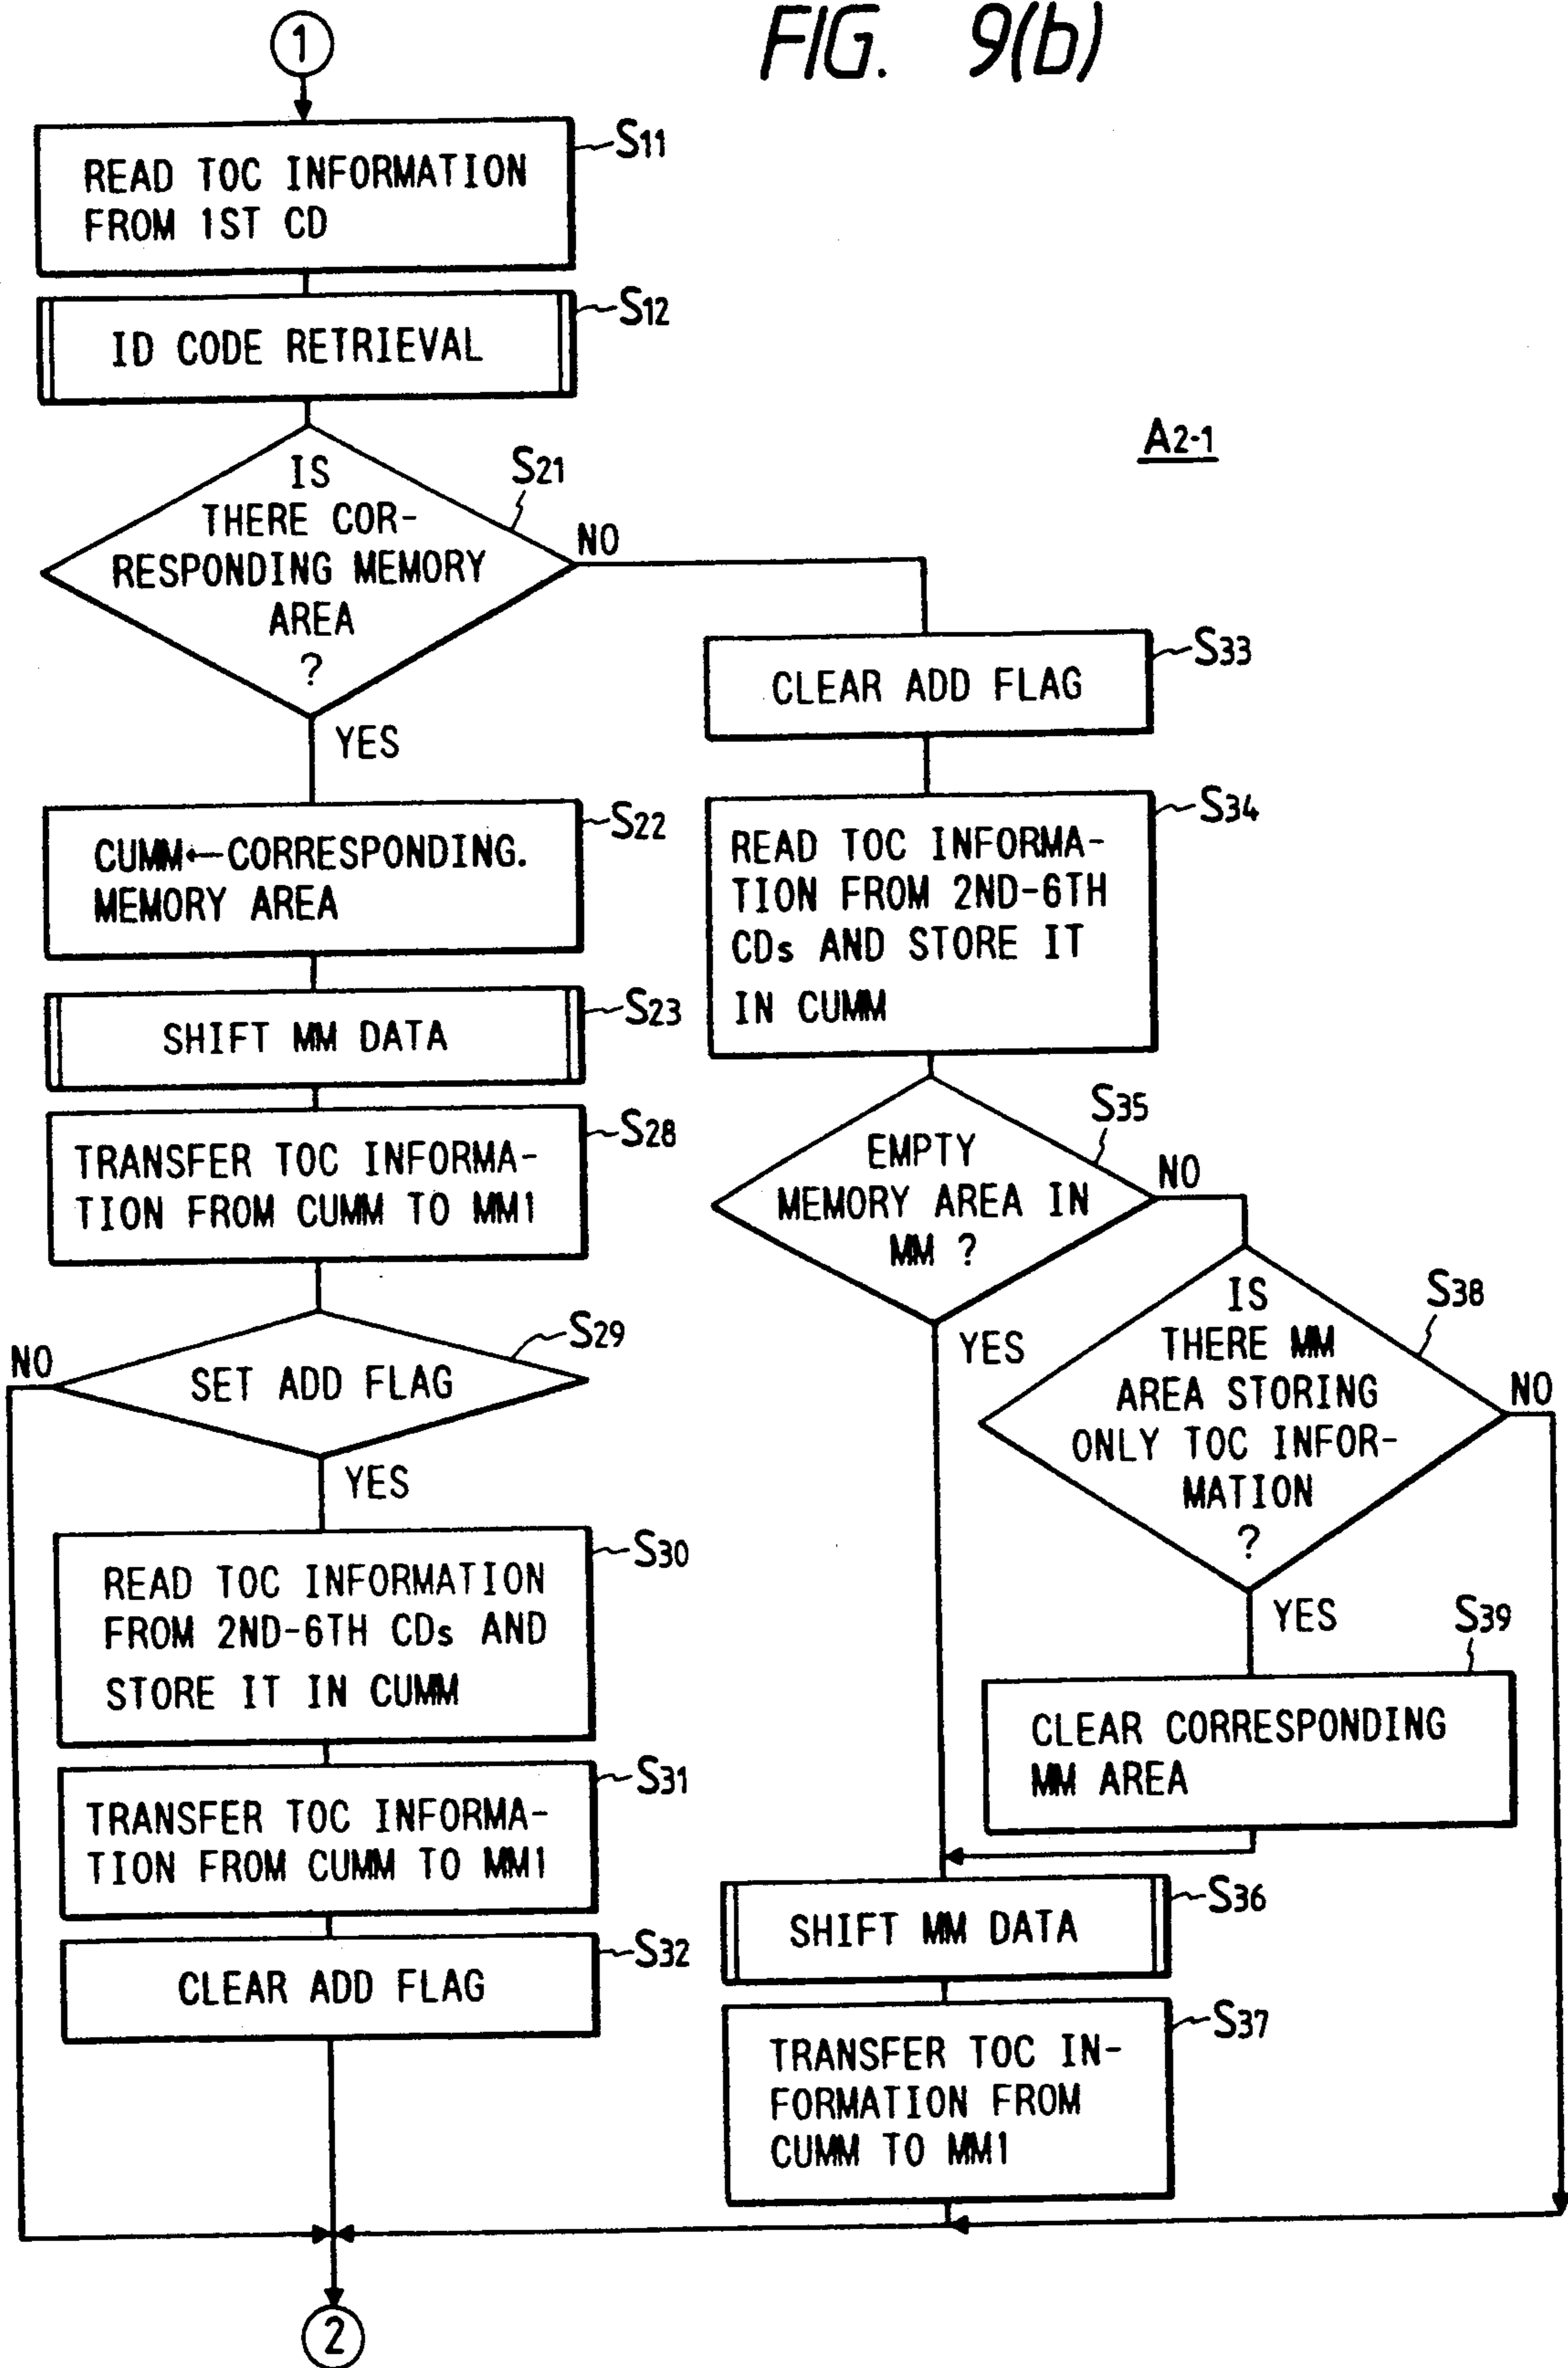 FIG. 9(b)
1
READ TOC INFORMATION
FROM 1ST CD
S11
ID CODE RETRIEVAL
S12
A2-1
IS
THERE COR-
RESPONDING MEMORY
AREA
?
S21
NO
YES
CUMM←CORRESPONDING.
MEMORY AREA
S22
SHIFT MM DATA
S23
TRANSFER TOC INFORMA-
TION FROM CUMM TO MM1
S28
SET ADD FLAG
S29
NO
YES
READ TOC INFORMATION
FROM 2ND-6TH CDs AND
STORE IT IN CUMM
S30
TRANSFER TOC INFORMA-
TION FROM CUMM TO MM1
S31
CLEAR ADD FLAG
S32
CLEAR ADD FLAG
S33
READ TOC INFORMA-
TION FROM 2ND-6TH
CDs AND STORE IT
IN CUMM
S34
EMPTY
MEMORY AREA IN
MM ?
S35
NO
YES
IS
THERE MM
AREA STORING
ONLY TOC INFOR-
MATION
?
S38
NO
YES
CLEAR CORRESPONDING
MM AREA
S39
SHIFT MM DATA
S36
TRANSFER TOC IN-
FORMATION FROM
CUMM TO MM1
S37
2